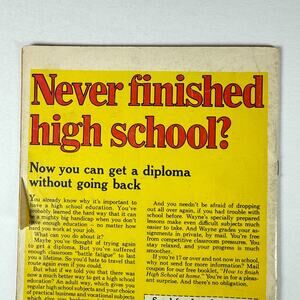 Never finished
high school?
Now you can get a diploma
without going back
You already know why it's important to
have a high school education. You've
probably learned the hard way that it can
be a mighty big handicap when you don't
have enough education – no matter how
hard you work at your job.
What can you do about it?
Maybe you've thought of trying again
to get a diploma. But you've suffered
enough classroom "battle fatigue" to last
you a lifetime. So you'd hate to travel that
route again even if you could.
But what if we told you that there was
now a much better way to get a high school
education? An adult way, which gives you
regular high school subjects and your choice
of practical business and vocational subjects
And you needn't be afraid of dropping
out all over again, if you had trouble with
school before. Wayne's specially prepared
lessons make even difficult subjects much
easier to take. And Wayne grades your as-
signments in private, by mail. You're free
from competitive classroom pressures. You
stay relaxed, and your progress is much
faster.
If you're 17 or over and not now in school,
why not send for more information? Mail
coupon for our free booklet, "How to finish
High School at home." You're in for a pleas-
ant surprise. And there's no obligation.